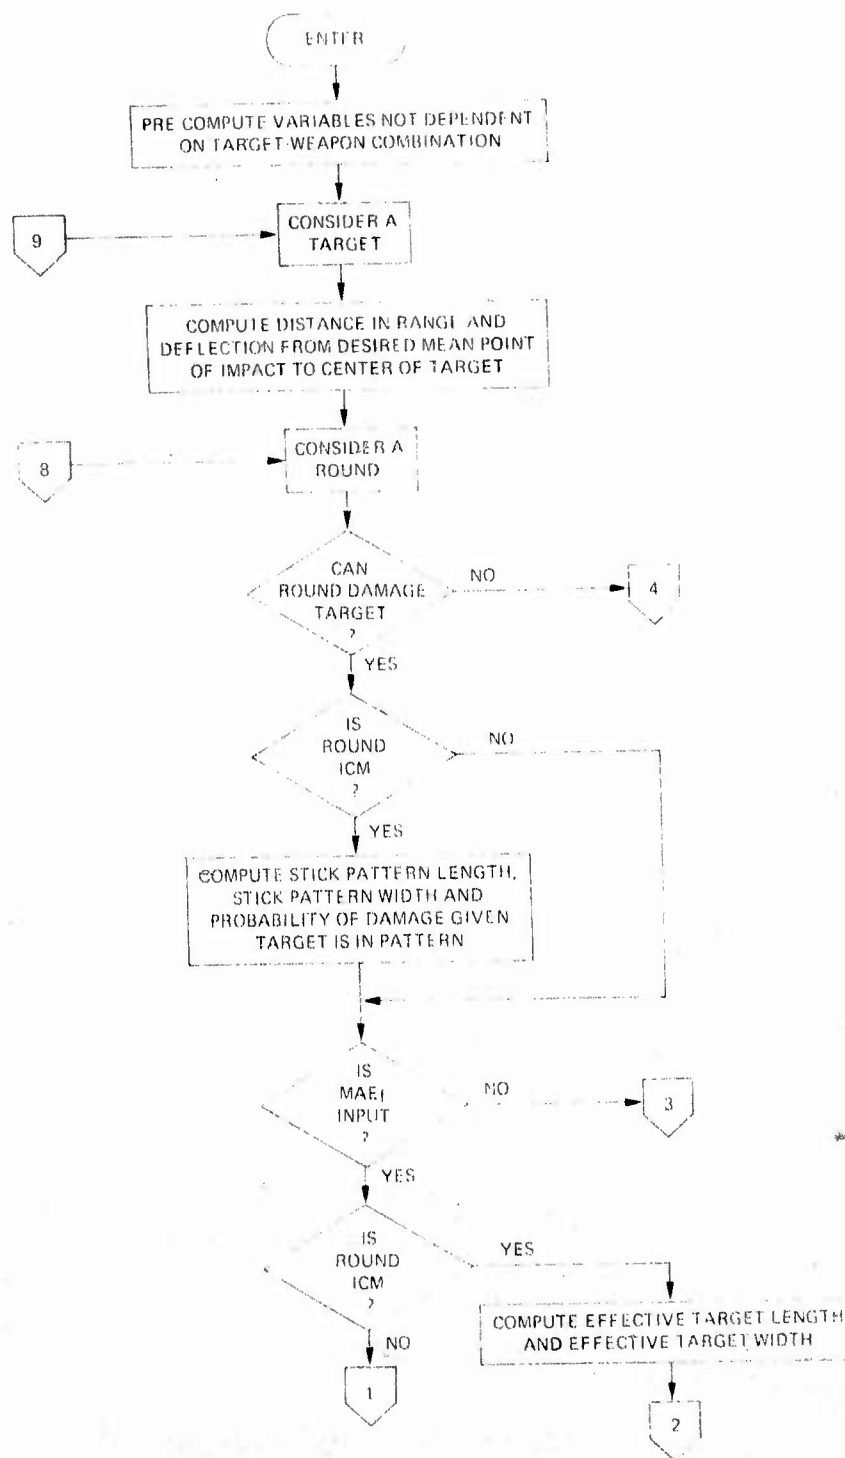 ENTER
PRE COMPUTE VARIABLES NOT DEPENDENT
ON TARGET-WEAPON COMBINATION
9
CONSIDER A
TARGET
COMPUTE DISTANCE IN RANGE AND
DEFLECTION FROM DESIRED MEAN POINT
OF IMPACT TO CENTER OF TARGET
8
CONSIDER A
ROUND
CAN
ROUND DAMAGE
TARGET
?
NO
4
YES
IS
ROUND
ICM
?
NO
YES
COMPUTE STICK PATTERN LENGTH,
STICK PATTERN WIDTH AND
PROBABILITY OF DAMAGE GIVEN
TARGET IS IN PATTERN
IS
MAEI
INPUT
?
NO
3
YES
IS
ROUND
ICM
?
YES
COMPUTE EFFECTIVE TARGET LENGTH
AND EFFECTIVE TARGET WIDTH
NO
1
2